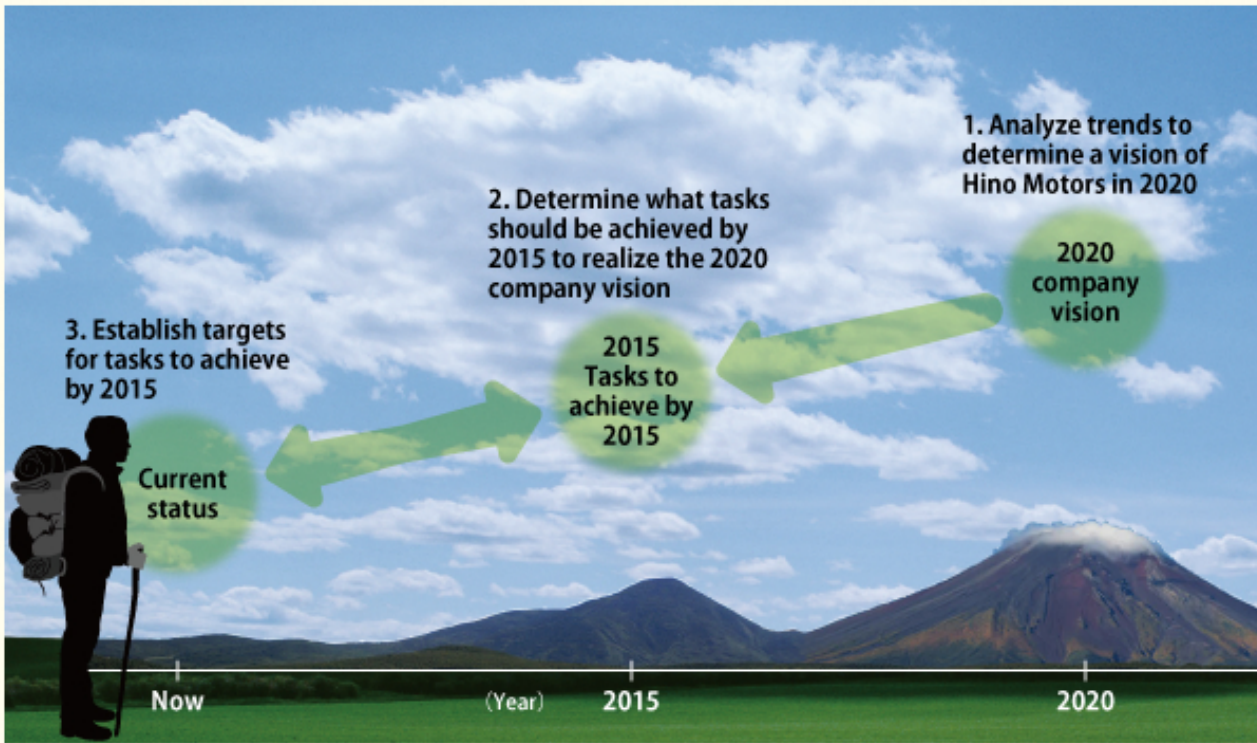 1. Analyze trends to
determine a vision of
Hino Motors in 2020
2020
company
vision
2. Determine what tasks
should be achieved by
2015 to realize the 2020
company vision
2015
Tasks to
achieve by
2015
3. Establish targets
for tasks to achieve
by 2015
Current
status
Now
(Year)
2015
2020